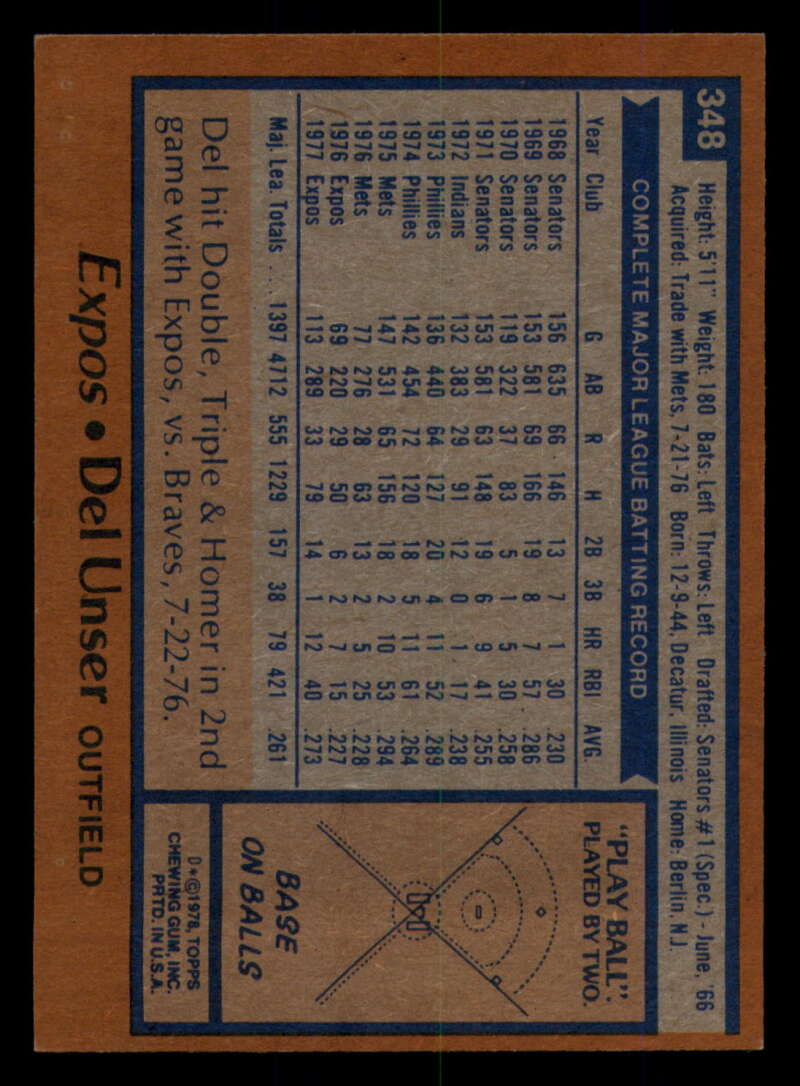 348
Height: 5'11" Weight: 180 Bats: Left Throws: Left Drafted: Senators #1 (Spec.) - June, '66
Acquired: Trade with Mets, 7-21-76 Born: 12-9-44, Decatur, Illinois Home: Berlin, N.J.
COMPLETE MAJOR LEAGUE BATTING RECORD
Year Club G AB R H 2B 3B HR RBI AVG.
1968 Senators 156 635 66 146 13 7 1 30 .230
1969 Senators 153 581 69 166 19 8 7 57 .286
1970 Senators 119 322 37 83 5 1 5 30 .258
1971 Senators 153 581 63 148 19 6 9 41 .255
1972 Indians 132 383 29 91 12 0 1 17 .238
1973 Phillies 136 440 64 127 20 4 11 52 .289
1974 Phillies 142 454 72 120 18 5 11 61 .264
1975 Mets 147 531 65 156 18 2 10 53 .294
1976 Mets 77 276 28 63 13 2 5 25 .228
1976 Expos 69 220 29 50 6 2 7 15 .227
1977 Expos 113 289 33 79 14 1 12 40 .273
Maj. Lea. Totals .... 1397 4712 555 1229 157 38 79 421 .261
Del hit Double, Triple & Homer in 2nd
game with Expos, vs. Braves, 7-22-76.
"PLAY BALL".
PLAYED BY TWO.
BASE
ON BALLS
D*©1978, TOPPS
CHEWING GUM, INC.
PRTD. IN U.S.A.
Expos • Del Unser OUTFIELD